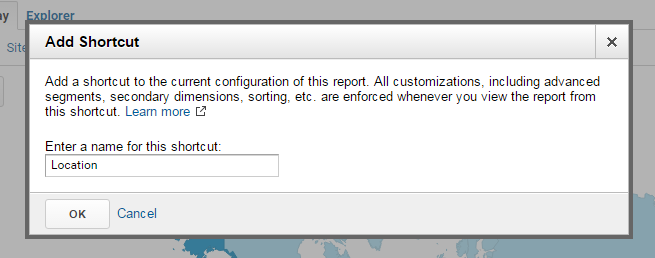 ay Explorer
Site
Add Shortcut
Add a shortcut to the current configuration of this report. All customizations, including advanced
segments, secondary dimensions, sorting, etc. are enforced whenever you view the report from
this shortcut. Learn more
Enter a name for this shortcut:
Location
OK Cancel